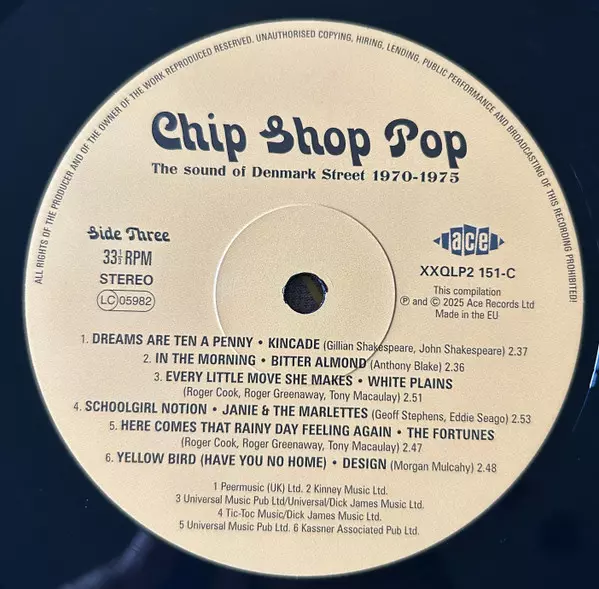 ALL RIGHTS OF THE PRODUCER AND OF THE OWNER OF THE WORK REPRODUCED RESERVED. UNAUTHORISED COPYING, HIRING, LENDING, PUBLIC PERFORMANCE AND BROADCASTING OF THIS RECORDING PROHIBITED!
Chip Shop Pop
The sound of Denmark Street 1970-1975
Side Three
33⅓ RPM
STEREO
LC 05982
ace
XXQLP2 151-C
This compilation
℗ and © 2025 Ace Records Ltd
Made in the EU
1. DREAMS ARE TEN A PENNY • KINCADE (Gillian Shakespeare, John Shakespeare) 2.37
2. IN THE MORNING • BITTER ALMOND (Anthony Blake) 2.36
3. EVERY LITTLE MOVE SHE MAKES • WHITE PLAINS
(Roger Cook, Roger Greenaway, Tony Macaulay) 2.51
4. SCHOOLGIRL NOTION • JANIE & THE MARLETTES (Geoff Stephens, Eddie Seago) 2.53
5. HERE COMES THAT RAINY DAY FEELING AGAIN • THE FORTUNES
(Roger Cook, Roger Greenaway, Tony Macaulay) 2.47
6. YELLOW BIRD (HAVE YOU NO HOME) • DESIGN (Morgan Mulcahy) 2.48
1 Peermusic (UK) Ltd. 2 Kinney Music Ltd.
3 Universal Music Pub Ltd/Universal/Dick James Music Ltd.
4 Tic-Toc Music/Dick James Music Ltd.
5 Universal Music Pub Ltd. 6 Kassner Associated Pub Ltd.